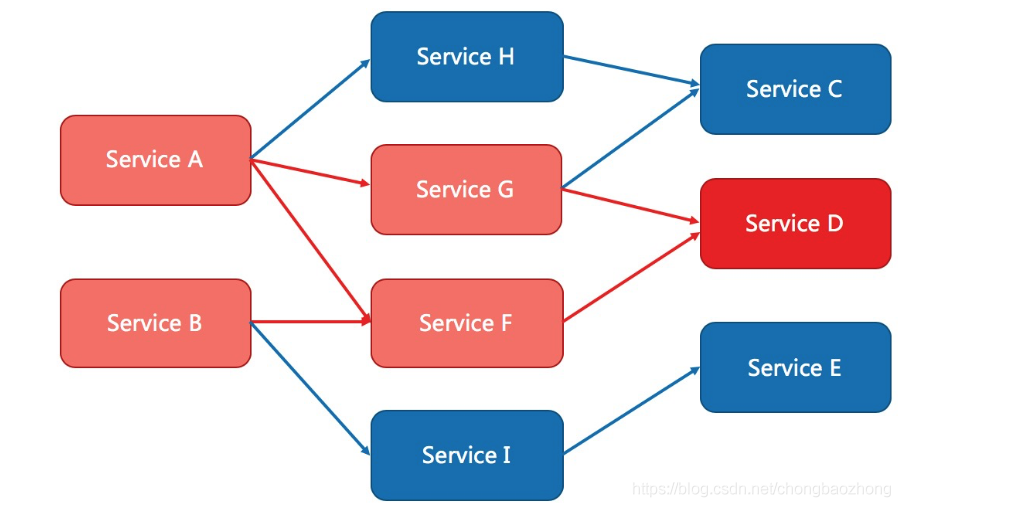 Service H
Service C
Service A
Service G
Service D
Service B
Service F
Service E
Service I
https://blog.csdn.net/chongbaozhong